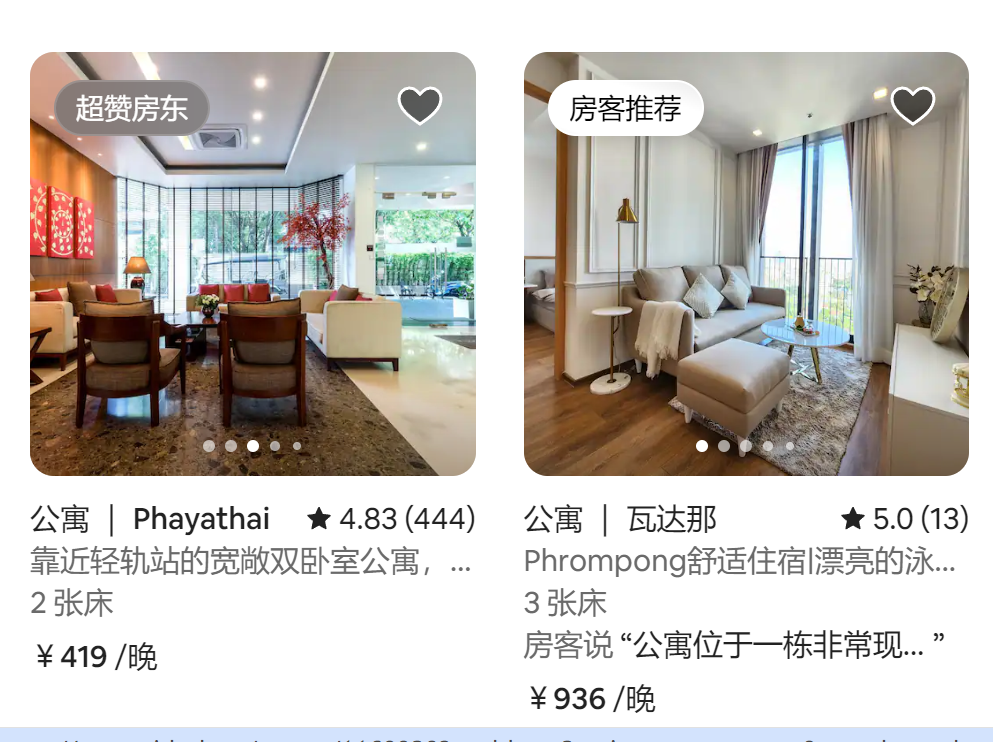 超赞房东
房客推荐
公寓 | Phayathai ★ 4.83 (444)
靠近轻轨站的宽敞双卧室公寓，...
2 张床
￥419 /晚
公寓 | 瓦达那 ★ 5.0 (13)
Phrompong舒适住宿|漂亮的泳...
3 张床
房客说 “公寓位于一栋非常现... ”
￥936 /晚